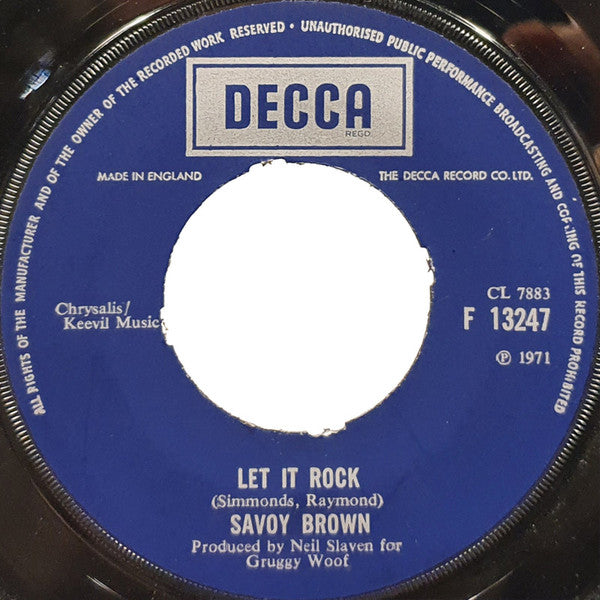 ALL RIGHTS OF THE MANUFACTURER AND OF THE OWNER OF THE RECORDED WORK RESERVED · UNAUTHORISED PUBLIC PERFORMANCE BROADCASTING AND COPYING OF THIS RECORD PROHIBITED
DECCA
REGD
MADE IN ENGLAND
THE DECCA RECORD CO. LTD.
Chrysalis/
Keevil Music
CL 7883
F 13247
℗ 1971
LET IT ROCK
(Simmonds, Raymond)
SAVOY BROWN
Produced by Neil Slaven for
Gruggy Woof